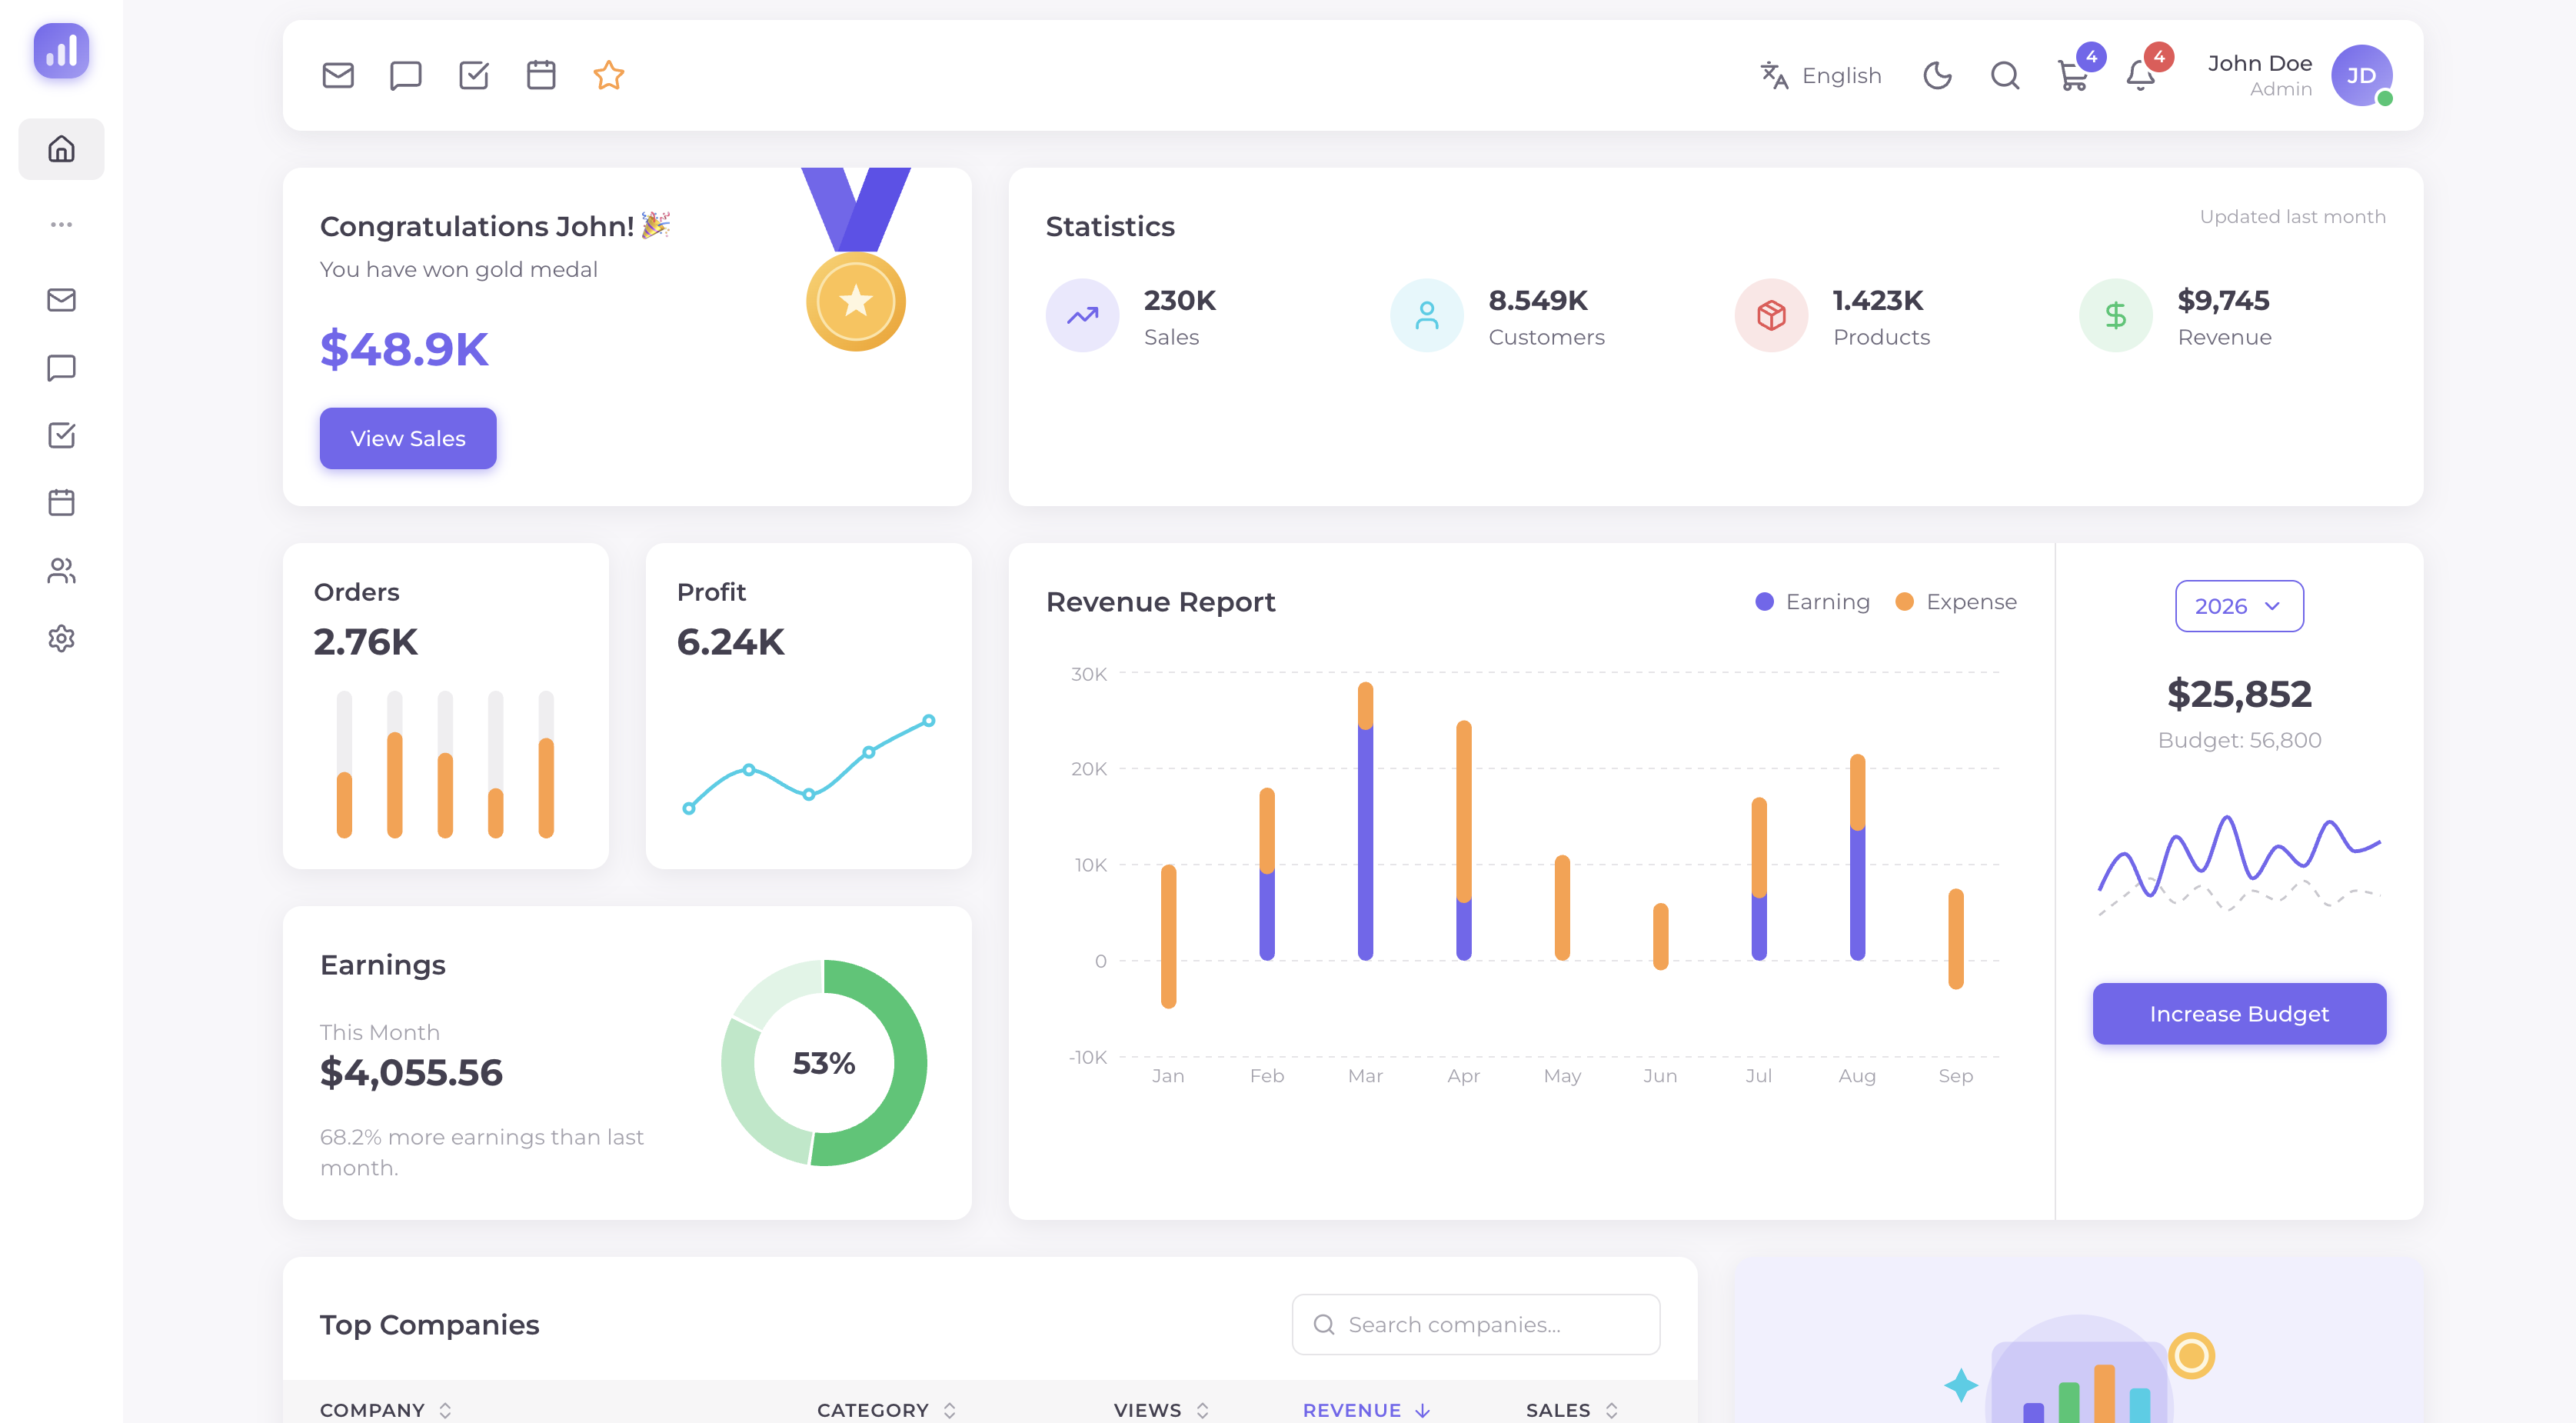 English
4
4
John Doe
Admin
JD
Congratulations John! 🎉
You have won gold medal
$48.9K
View Sales
Statistics
Updated last month
230K
Sales
8.549K
Customers
1.423K
Products
$9,745
Revenue
Orders
2.76K
Profit
6.24K
Earnings
This Month
$4,055.56
68.2% more earnings than last
month.
53%
Revenue Report
Earning
Expense
30K
20K
10K
0
-10K
Jan Feb Mar Apr May Jun Jul Aug Sep
2026
$25,852
Budget: 56,800
Increase Budget
Top Companies
Search companies...
COMPANY CATEGORY VIEWS REVENUE SALES